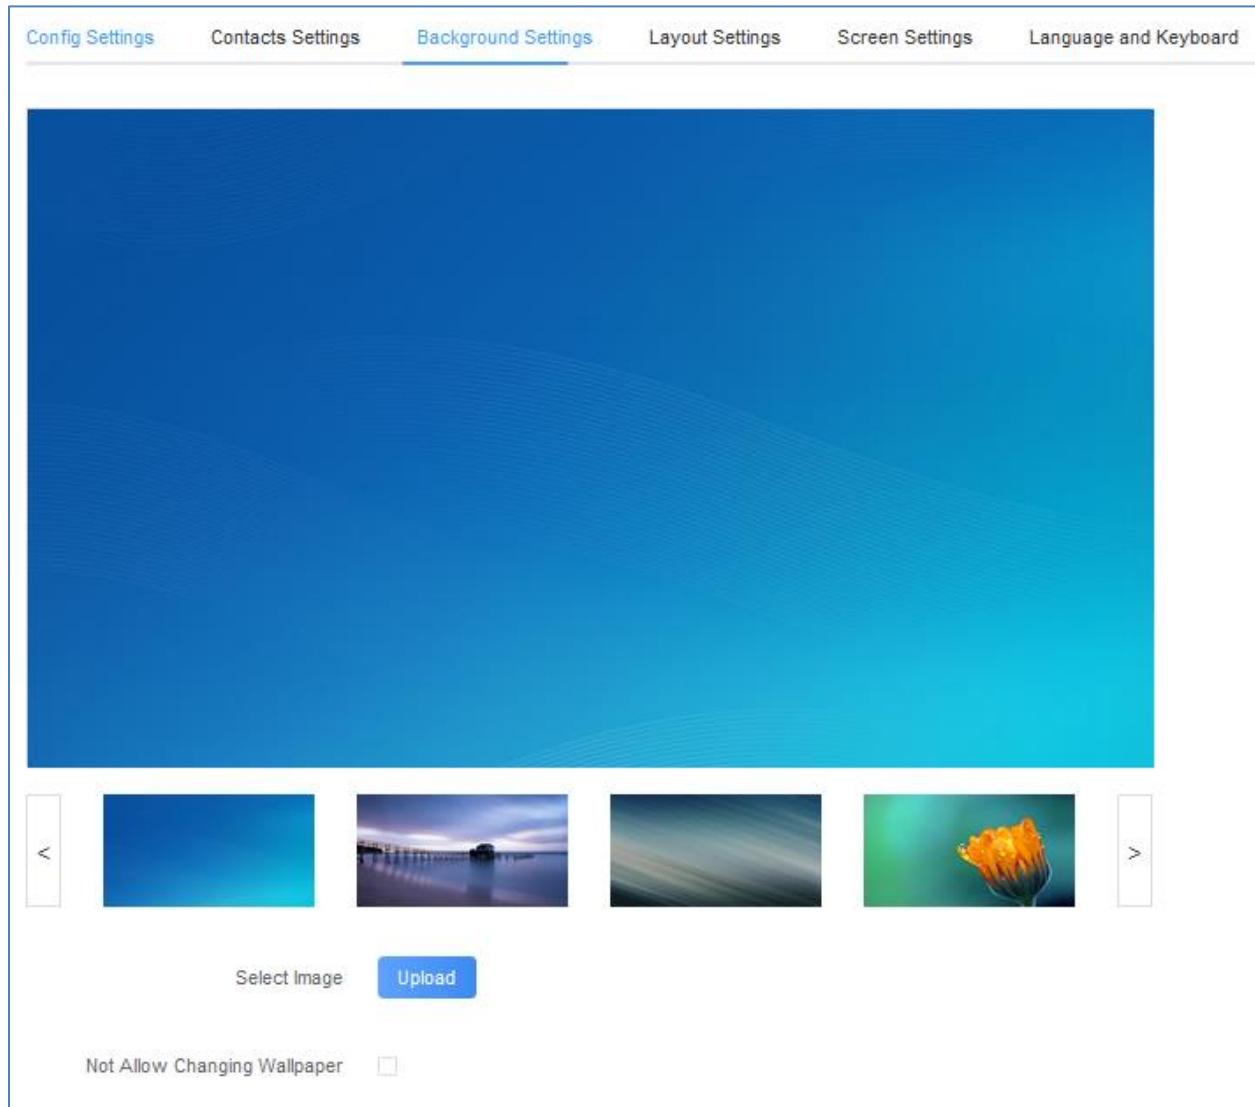 Config Settings Contacts Settings Background Settings Layout Settings Screen Settings Language and Keyboard
< >
Select Image Upload
Not Allow Changing Wallpaper